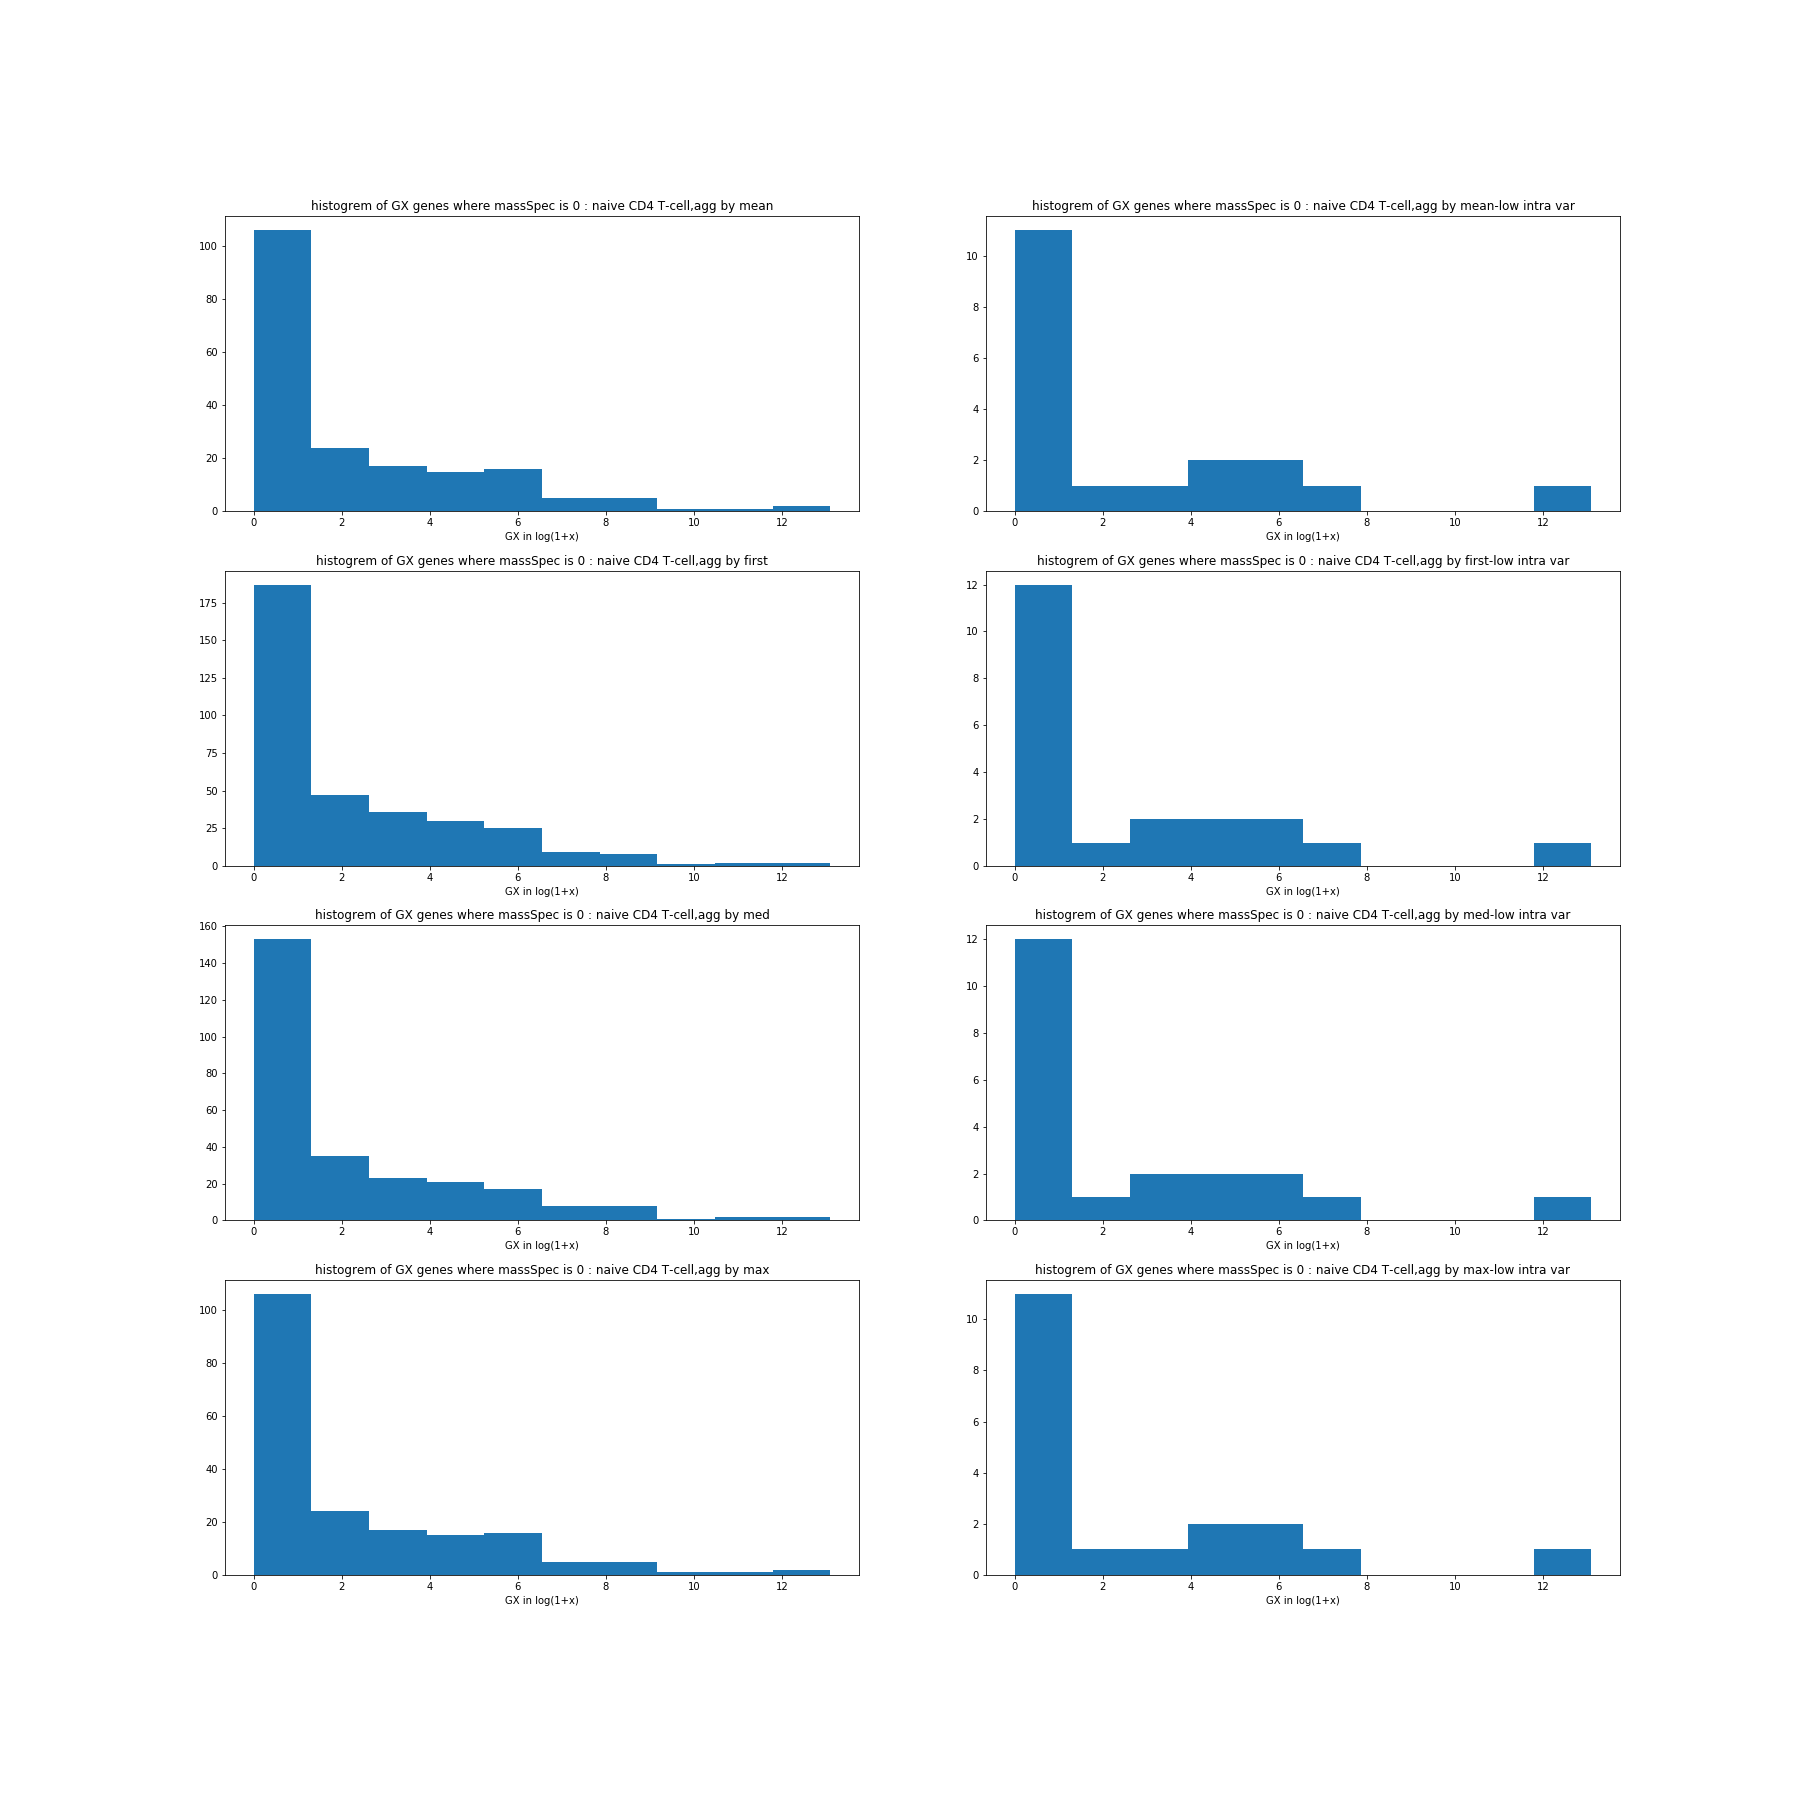 histogrem of GX genes where massSpec is 0 : naive CD4 T-cell,agg by mean
100
80
60
40
20
0
0 2 4 6 8 10 12
GX in log(1+x)
histogrem of GX genes where massSpec is 0 : naive CD4 T-cell,agg by mean-low intra var
10
8
6
4
2
0
0 2 4 6 8 10 12
GX in log(1+x)
histogrem of GX genes where massSpec is 0 : naive CD4 T-cell,agg by first
175
150
125
100
75
50
25
0
0 2 4 6 8 10 12
GX in log(1+x)
histogrem of GX genes where massSpec is 0 : naive CD4 T-cell,agg by first-low intra var
12
10
8
6
4
2
0
0 2 4 6 8 10 12
GX in log(1+x)
histogrem of GX genes where massSpec is 0 : naive CD4 T-cell,agg by med
160
140
120
100
80
60
40
20
0
0 2 4 6 8 10 12
GX in log(1+x)
histogrem of GX genes where massSpec is 0 : naive CD4 T-cell,agg by med-low intra var
12
10
8
6
4
2
0
0 2 4 6 8 10 12
GX in log(1+x)
histogrem of GX genes where massSpec is 0 : naive CD4 T-cell,agg by max
100
80
60
40
20
0
0 2 4 6 8 10 12
GX in log(1+x)
histogrem of GX genes where massSpec is 0 : naive CD4 T-cell,agg by max-low intra var
10
8
6
4
2
0
0 2 4 6 8 10 12
GX in log(1+x)